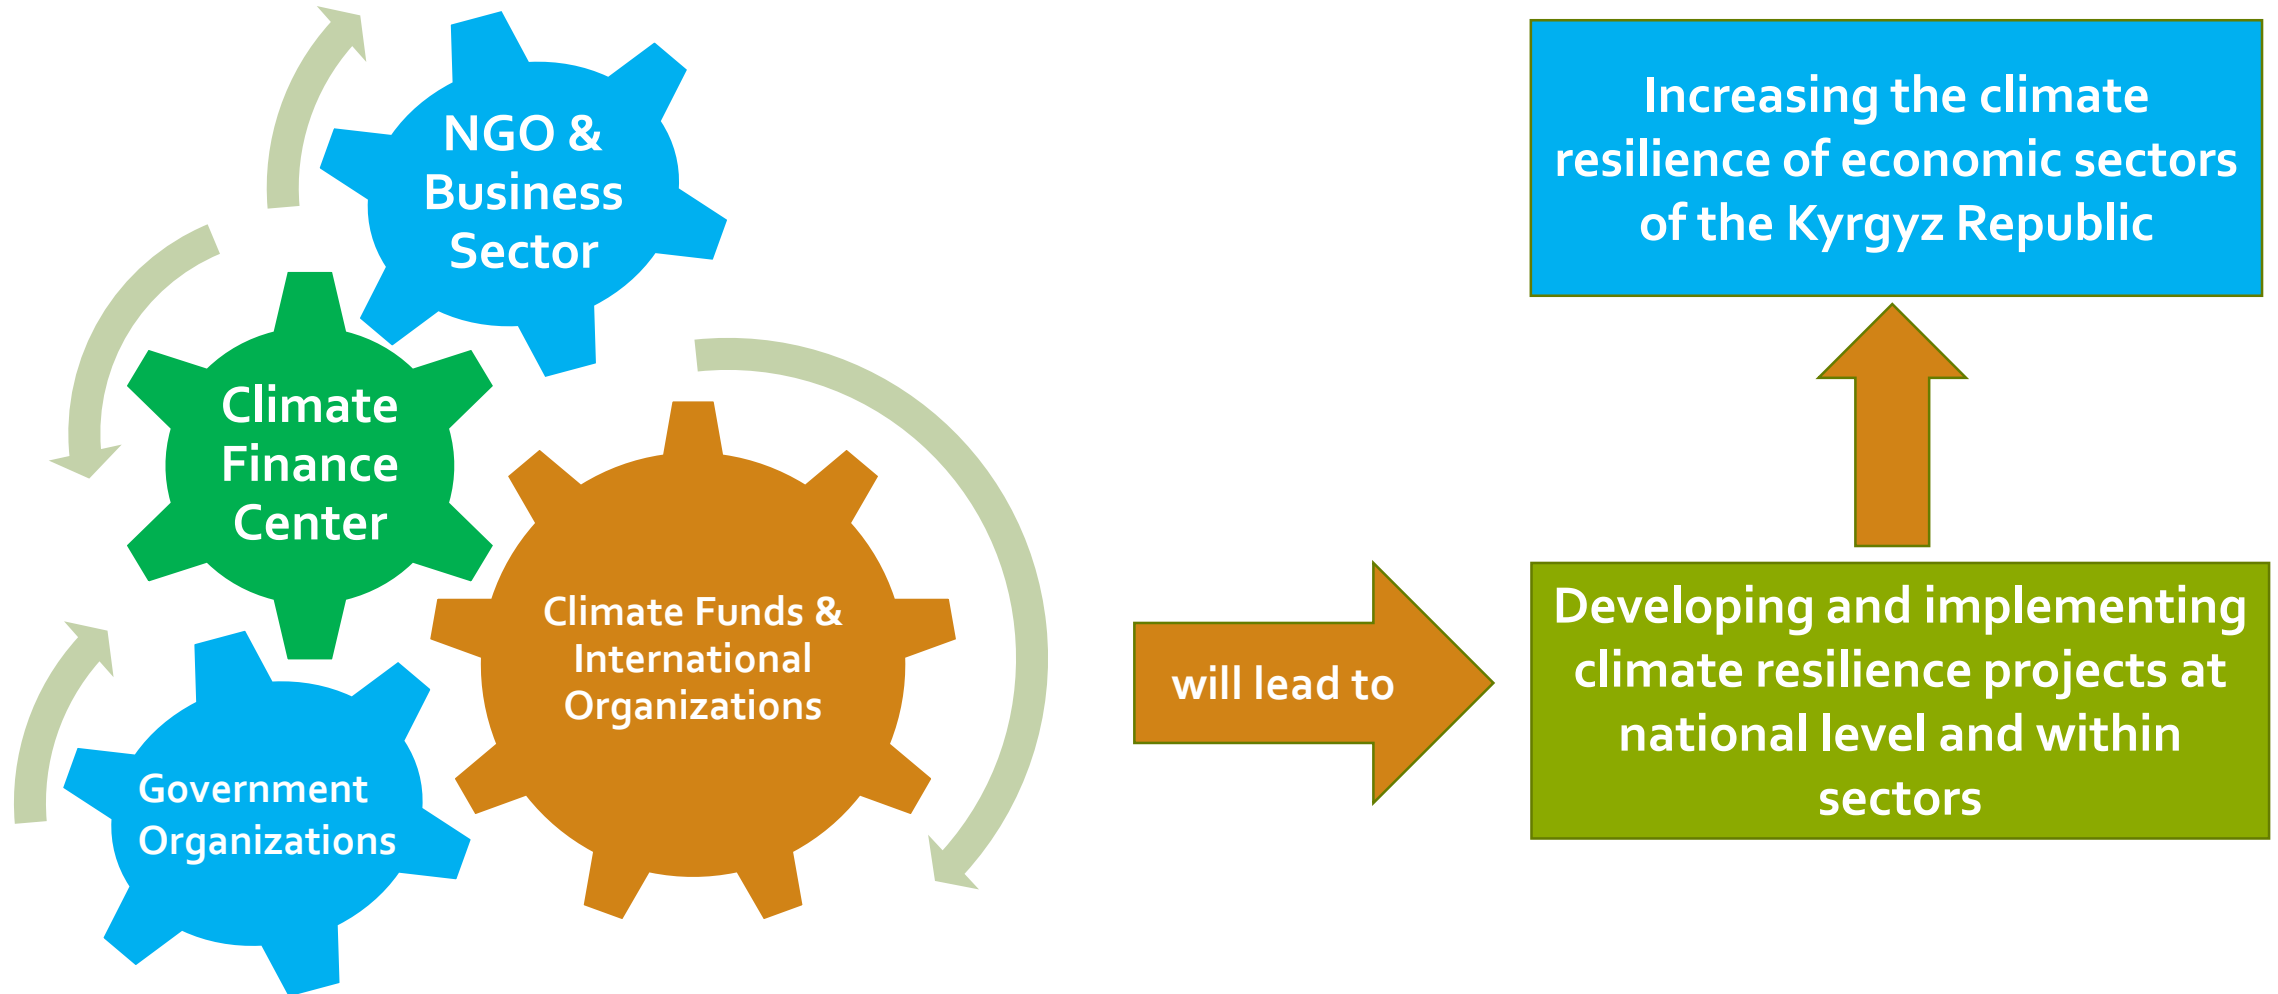 NGO &
Business
Sector
Climate
Finance
Center
Climate Funds &
International
Organizations
Government
Organizations
will lead to
Increasing the climate
resilience of economic sectors
of the Kyrgyz Republic
Developing and implementing
climate resilience projects at
national level and within
sectors